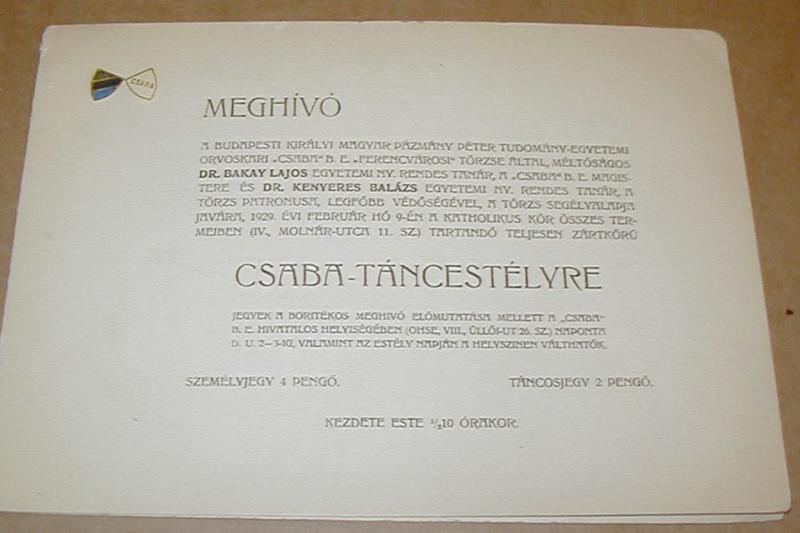 CSABA
MEGHÍVÓ
A BUDAPESTI KIRÁLYI MAGYAR PÁZMÁNY PÉTER TUDOMÁNY-EGYETEMI
ORVOSKARI „CSABA" B. E. „FERENCVÁROSI" TÖRZSE ÁLTAL, MÉLTÓSÁGOS
DR. BAKAY LAJOS EGYETEMI NY. RENDES TANÁR, A „CSABA" B. E. MAGIS-
TERE ÉS DR. KENYERES BALÁZS EGYETEMI NY. RENDES TANÁR, A
TÖRZS PATRONUSA, LEGFŐBB VÉDŐSÉGÉVEL, A TÖRZS SEGÉLYALAPJA
JAVÁRA, 1929. ÉVI FEBRUÁR HÓ 9-ÉN A KATHOLIKUS KÖR ÖSSZES TER-
MEIBEN (IV., MOLNÁR-UTCA 11. SZ.) TARTANDÓ TELJESEN ZÁRTKÖRŰ
CSABA-TÁNCESTÉLYRE
JEGYEK A BORITÉKOS MEGHIVÓ ELŐMUTATÁSA MELLETT A „CSABA"
B. E. HIVATALOS HELYISÉGÉBEN (OHSE, VIII., ÜLLŐI-UT 26. SZ.) NAPONTA
D. U. 2–3-IG, VALAMINT AZ ESTÉLY NAPJÁN A HELYSZINEN VÁLTHATÓK.
SZEMÉLYJEGY 4 PENGŐ. TÁNCOSJEGY 2 PENGŐ.
KEZDETE ESTE ½10 ÓRAKOR.